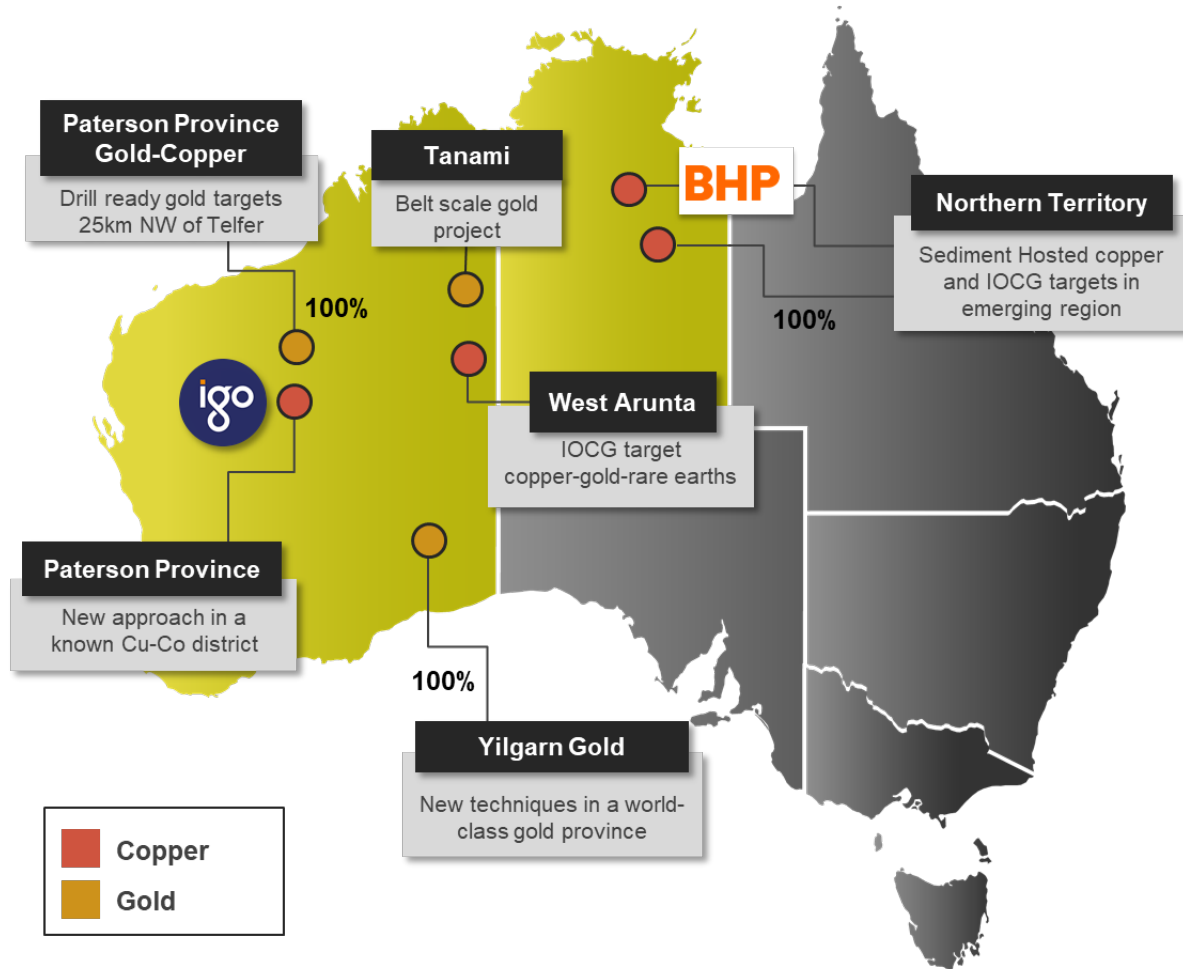 Paterson Province
Gold-Copper
Drill ready gold targets
25km NW of Telfer
100%
Tanami
Belt scale gold
project
BHP
Northern Territory
Sediment Hosted copper
and IOCG targets in
emerging region
100%
igo
West Arunta
IOCG target
copper-gold-rare earths
Paterson Province
New approach in a
known Cu-Co district
100%
Yilgarn Gold
New techniques in a world-
class gold province
Copper
Gold